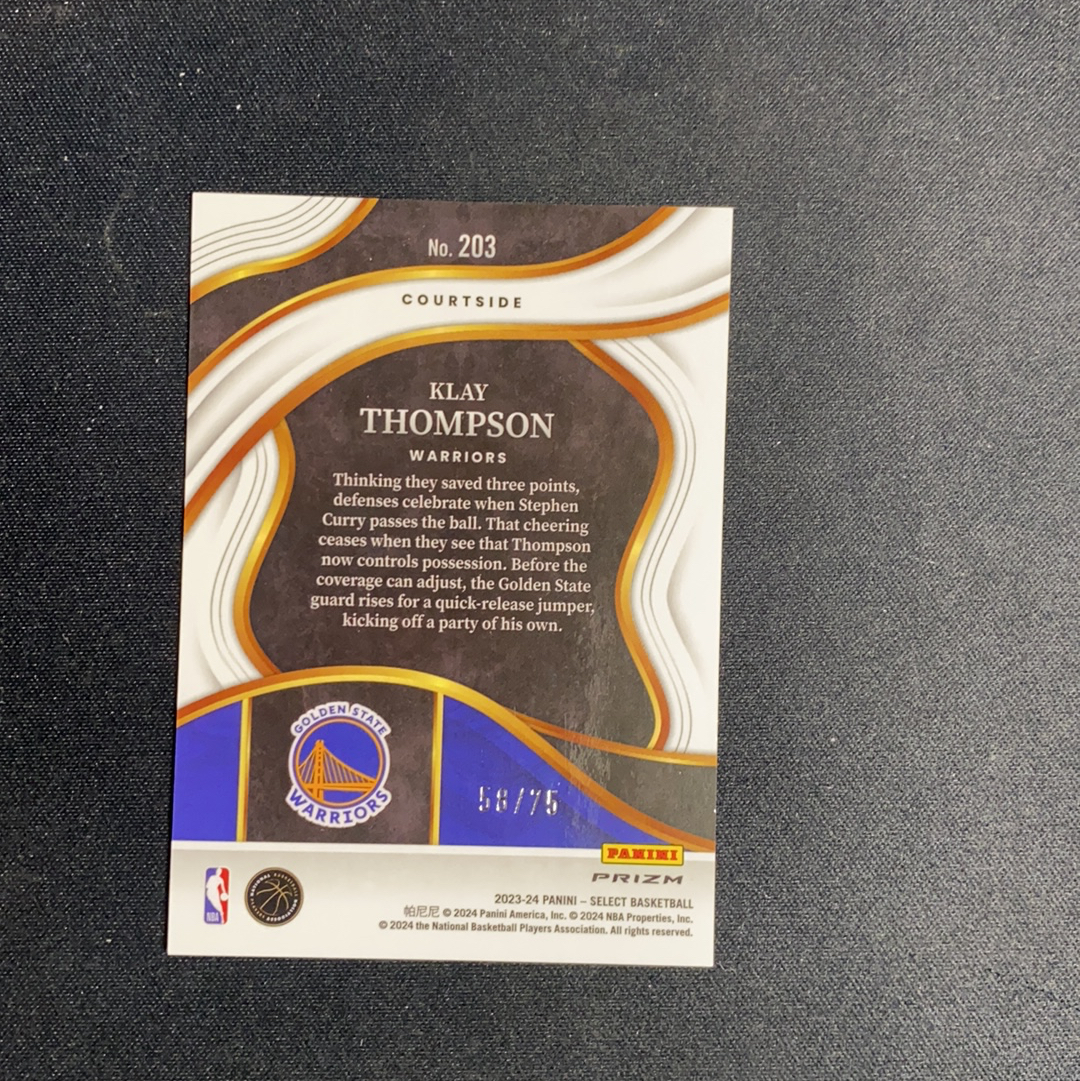 No. 203
COURTSIDE
KLAY
THOMPSON
WARRIORS
Thinking they saved three points,
defenses celebrate when Stephen
Curry passes the ball. That cheering
ceases when they see that Thompson
now controls possession. Before the
coverage can adjust, the Golden State
guard rises for a quick-release jumper,
kicking off a party of his own.
GOLDEN STATE
WARRIORS
58/75
PANINI
PRIZM
NBA
NATIONAL BASKETBALL
2023-24 PANINI – SELECT BASKETBALL
帕尼尼 © 2024 Panini America, Inc. © 2024 NBA Properties, Inc.
© 2024 the National Basketball Players Association. All rights reserved.